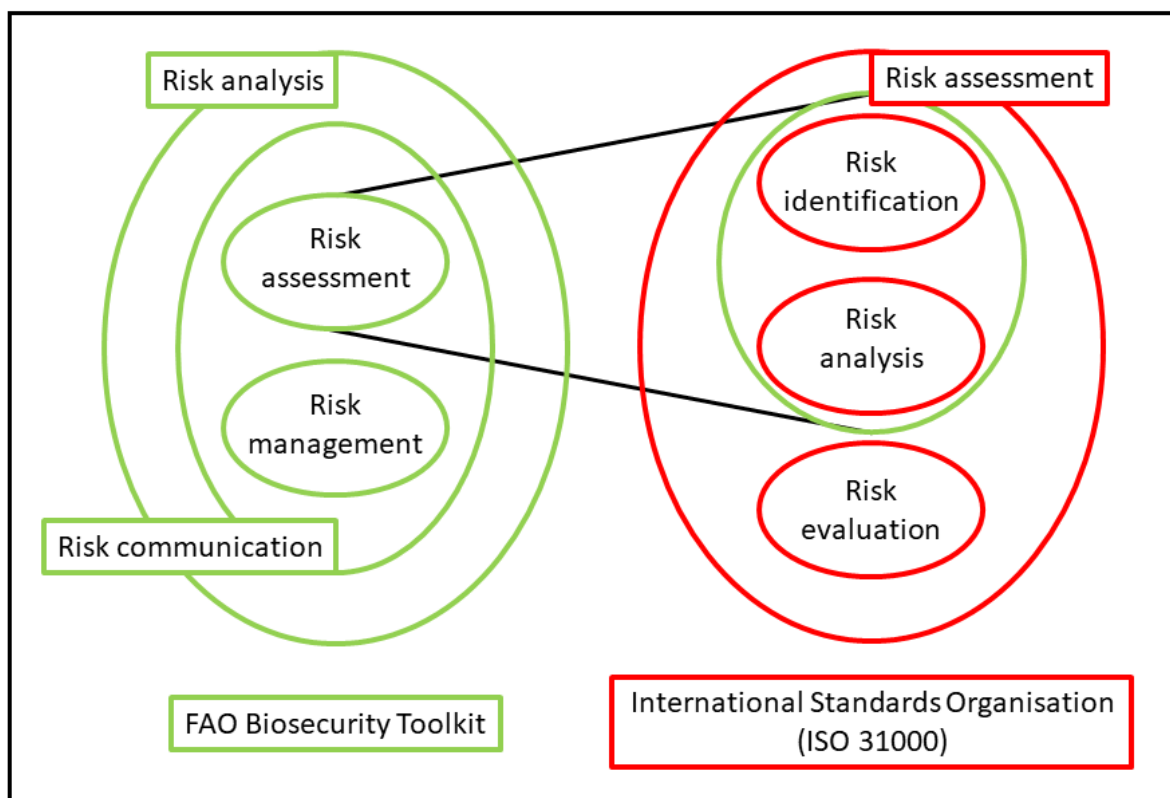 Risk analysis
Risk
assessment
Risk
management
Risk communication
FAO Biosecurity Toolkit
Risk assessment
Risk
identification
Risk
analysis
Risk
evaluation
International Standards Organisation
(ISO 31000)